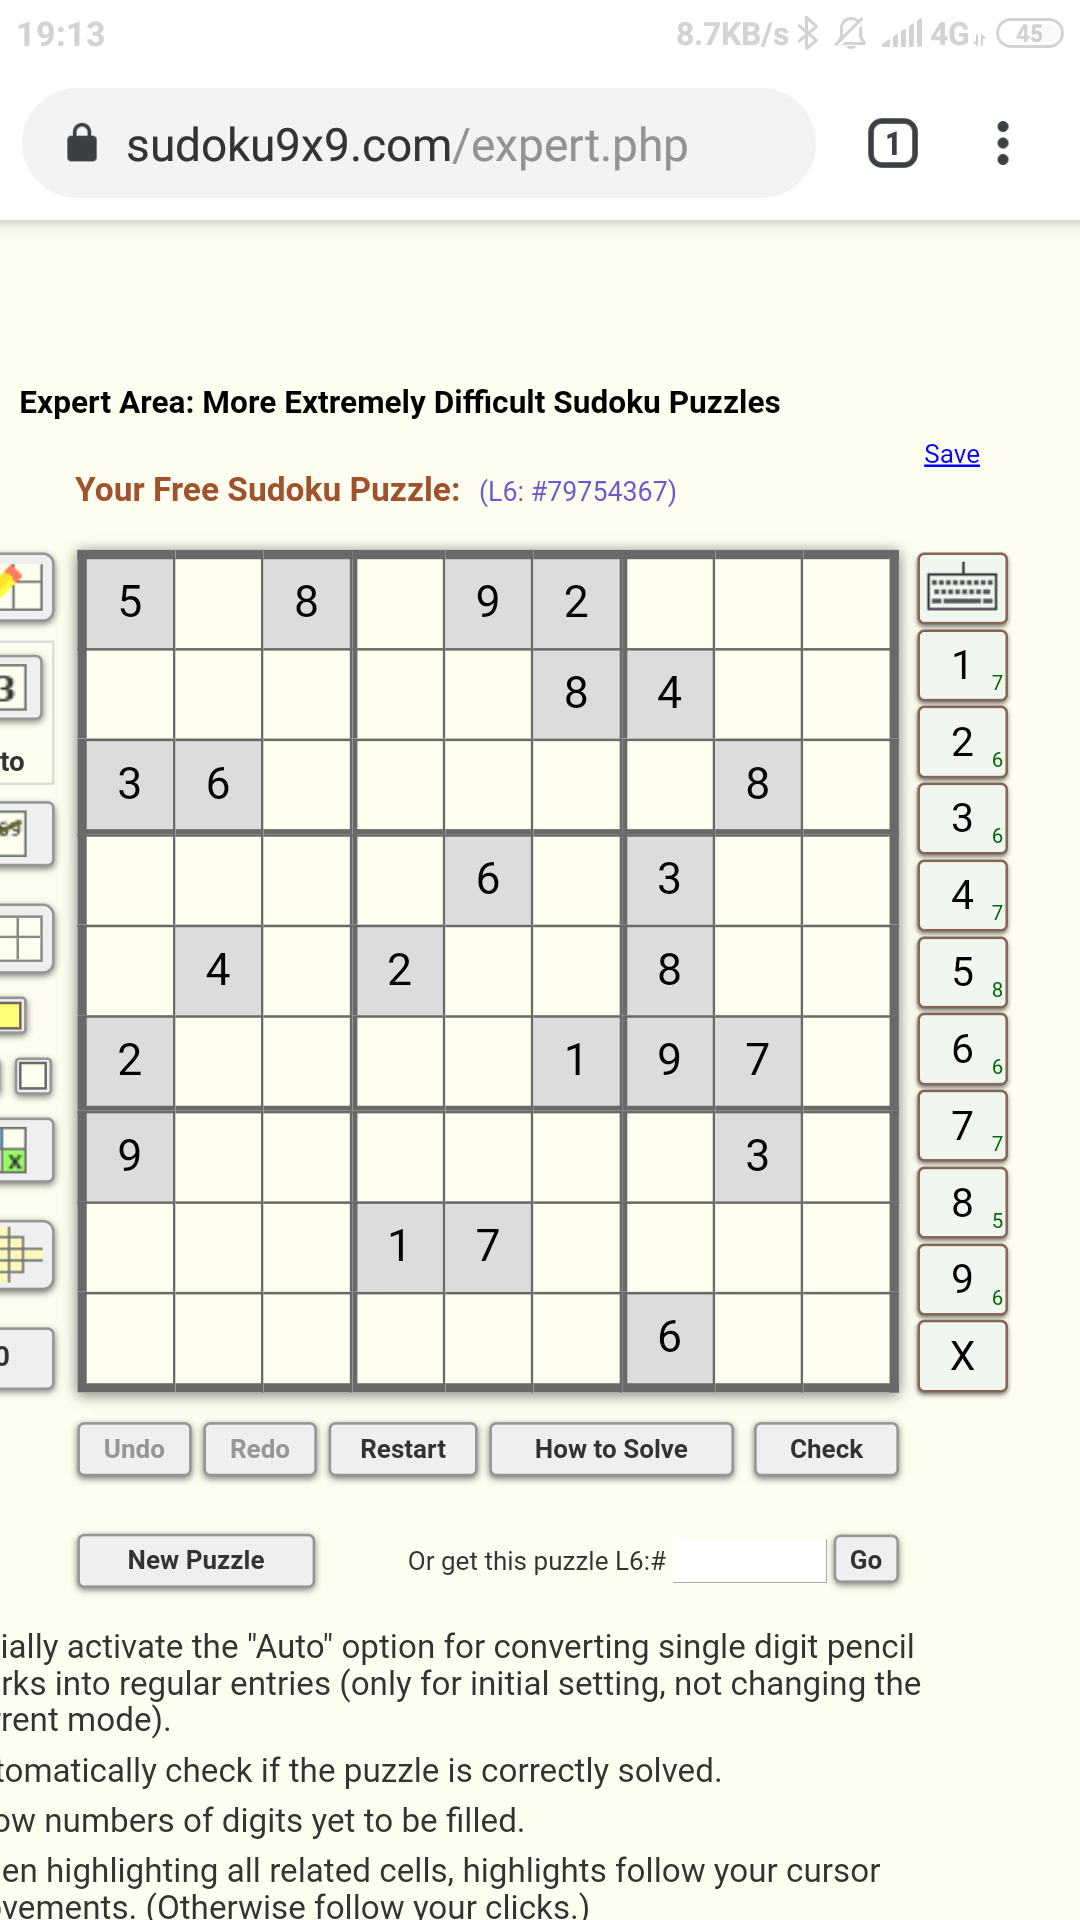 19:13 8.7KB/s 4G 45
sudoku9x9.com/expert.php 1
Expert Area: More Extremely Difficult Sudoku Puzzles
Save
Your Free Sudoku Puzzle: (L6: #79754367)
5 8 9 2
1 7
8 4
3
2 6
to
3 6 8
3 6
6 3
4 7
4 2 8
5 8
2 1 9 7
6 6
9 3
7 7
x
8 5
1 7
9 6
0 6 X
Undo Redo Restart How to Solve Check
New Puzzle Or get this puzzle L6:# Go
ially activate the "Auto" option for converting single digit pencil
rks into regular entries (only for initial setting, not changing the
rent mode).
tomatically check if the puzzle is correctly solved.
ow numbers of digits yet to be filled.
en highlighting all related cells, highlights follow your cursor
ovements. (Otherwise follow your clicks.)